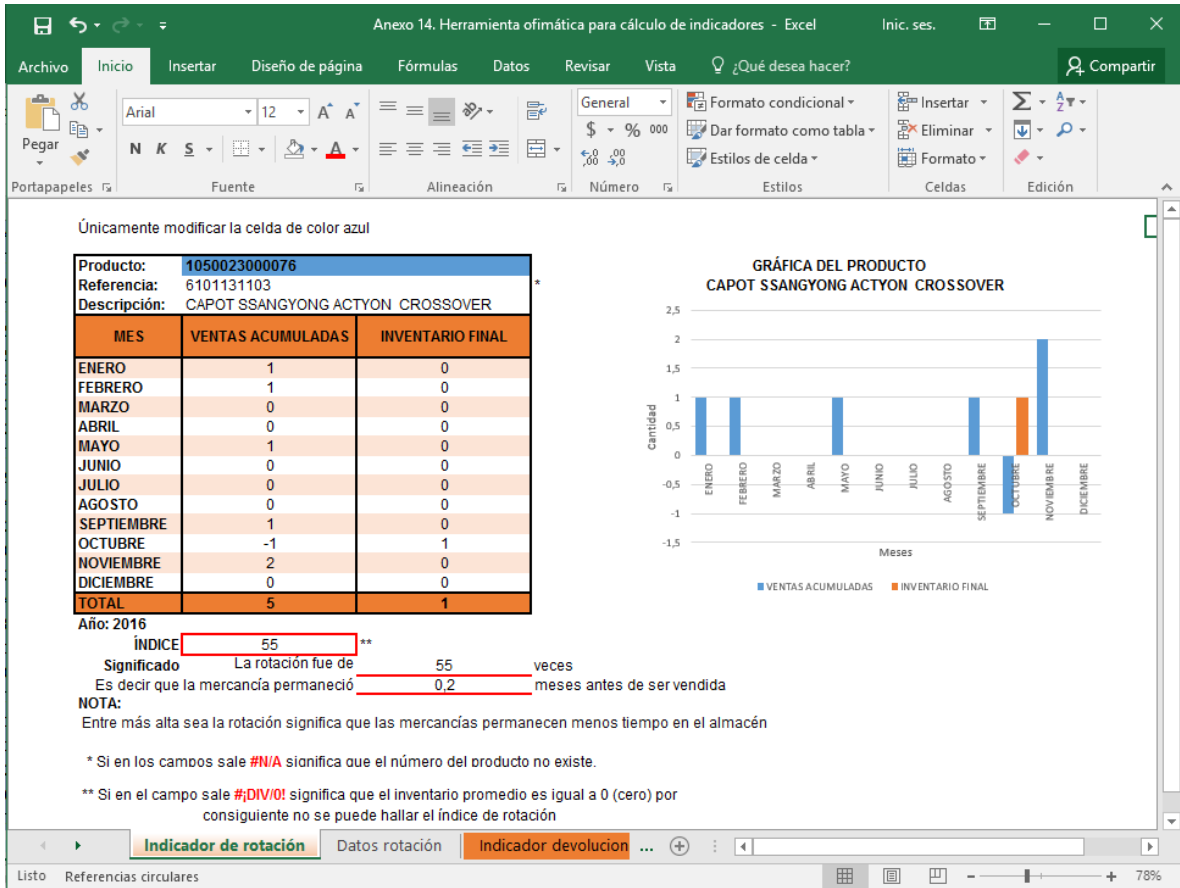 Anexo 14. Herramienta ofimática para cálculo de indicadores - Excel
Inic. ses.
Archivo Inicio Insertar Diseño de página Fórmulas Datos Revisar Vista ¿Qué desea hacer? Compartir
Pegar
Arial 12 A A
N K S A
General
$ % 000
,00 ,0
Formato condicional
Dar formato como tabla
Estilos de celda
Insertar
Eliminar
Formato
Portapapeles Fuente Alineación Número Estilos Celdas Edición
Únicamente modificar la celda de color azul
Producto: 1050023000076
Referencia: 6101131103 *
Descripción: CAPOT SSANGYONG ACTYON CROSSOVER
MES VENTAS ACUMULADAS INVENTARIO FINAL
ENERO 1 0
FEBRERO 1 0
MARZO 0 0
ABRIL 0 0
MAYO 1 0
JUNIO 0 0
JULIO 0 0
AGOSTO 0 0
SEPTIEMBRE 1 0
OCTUBRE -1 1
NOVIEMBRE 2 0
DICIEMBRE 0 0
TOTAL 5 1
Año: 2016
ÍNDICE 55 **
Significado La rotación fue de 55 veces
Es decir que la mercancía permaneció 0,2 meses antes de ser vendida
NOTA:
Entre más alta sea la rotación significa que las mercancías permanecen menos tiempo en el almacén
* Si en los campos sale #N/A significa que el número del producto no existe.
** Si en el campo sale #¡DIV/0! significa que el inventario promedio es igual a 0 (cero) por
consiguiente no se puede hallar el índice de rotación
GRÁFICA DEL PRODUCTO
CAPOT SSANGYONG ACTYON CROSSOVER
2,5
2
1,5
1
0,5
0
-0,5
-1
-1,5
Cantidad
ENERO
FEBRERO
MARZO
ABRIL
MAYO
JUNIO
JULIO
AGOSTO
SEPTIEMBRE
OCTUBRE
NOVIEMBRE
DICIEMBRE
Meses
VENTAS ACUMULADAS INVENTARIO FINAL
Indicador de rotación Datos rotación Indicador devolucion ...
Listo Referencias circulares 78%